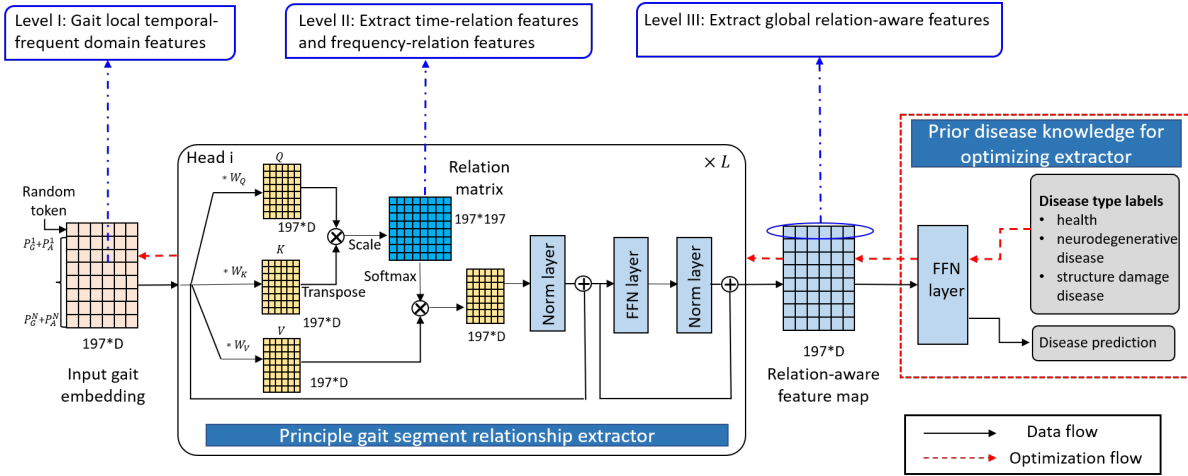 Level I: Gait local temporal-
frequent domain features
Level II: Extract time-relation features
and frequency-relation features
Level III: Extract global relation-aware features
Prior disease knowledge for
optimizing extractor
Head i
× L
Random
token
P_G^1+P_A^1
P_G^N+P_A^N
197*D
Input gait
embedding
* W_Q
* W_K
* W_V
Q
197*D
K
Transpose
197*D
V
197*D
Scale
Softmax
Relation
matrix
197*197
197*D
Norm layer
FFN layer
Norm layer
Principle gait segment relationship extractor
197*D
Relation-aware
feature map
FFN
layer
Disease type labels
• health
• neurodegenerative
disease
• structure damage
disease
Disease prediction
Data flow
Optimization flow